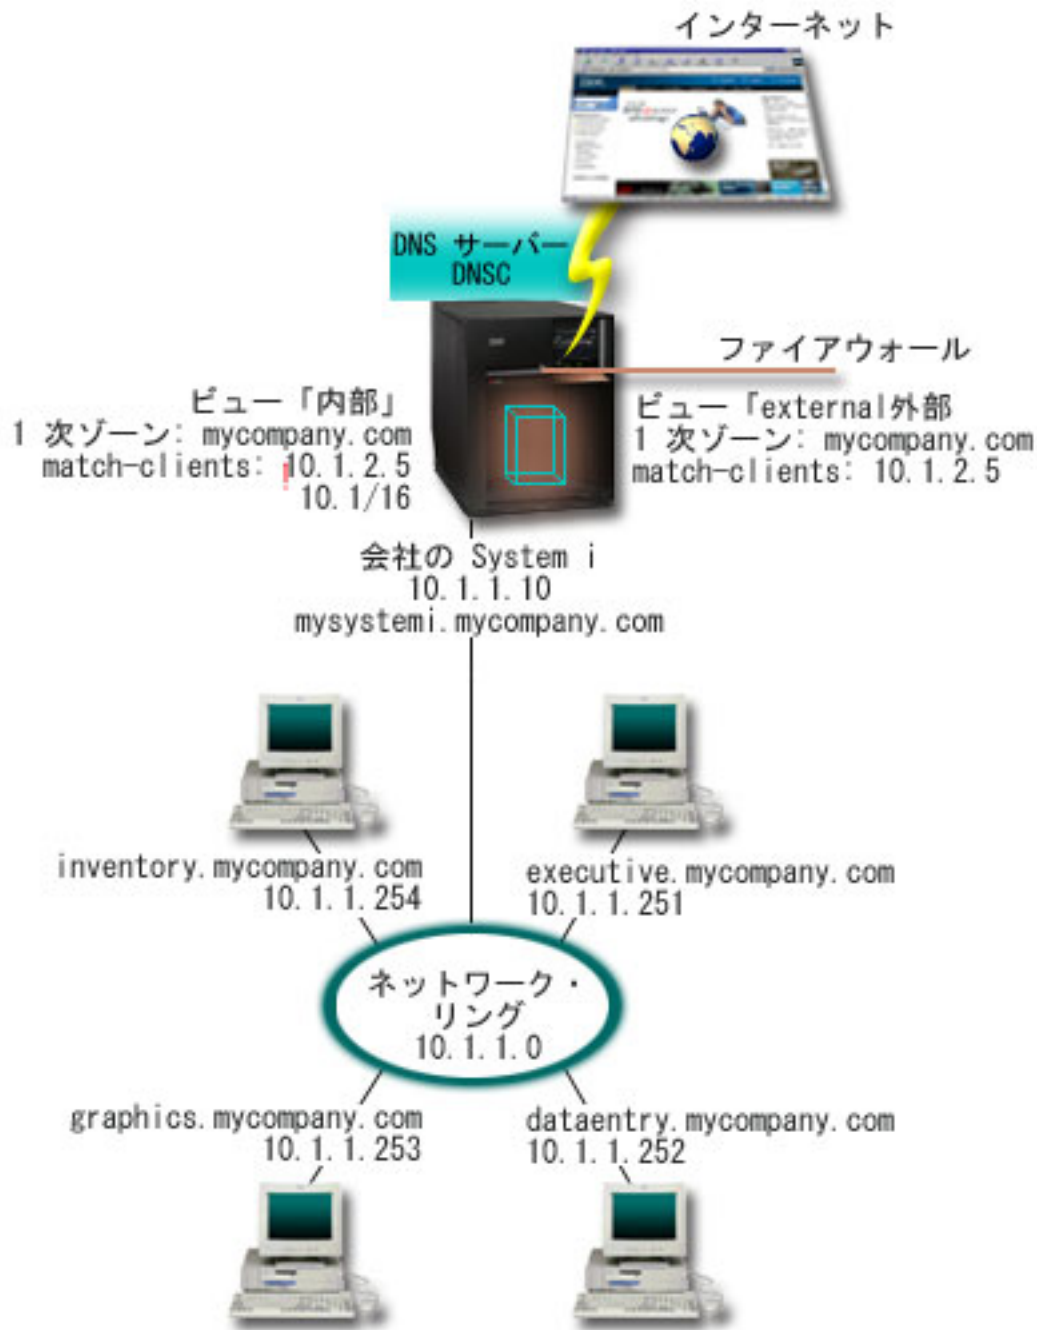 インターネット
DNS サーバー
DNSC
ファイアウォール
ビュー「内部」
1 次ゾーン: mycompany.com
match-clients: !10.1.2.5
10.1/16
ビュー「external外部
1 次ゾーン: mycompany.com
match-clients: 10.1.2.5
会社の System i
10.1.1.10
mysystemi.mycompany.com
inventory.mycompany.com
10.1.1.254
executive.mycompany.com
10.1.1.251
ネットワーク・
リング
10.1.1.0
graphics.mycompany.com
10.1.1.253
dataentry.mycompany.com
10.1.1.252